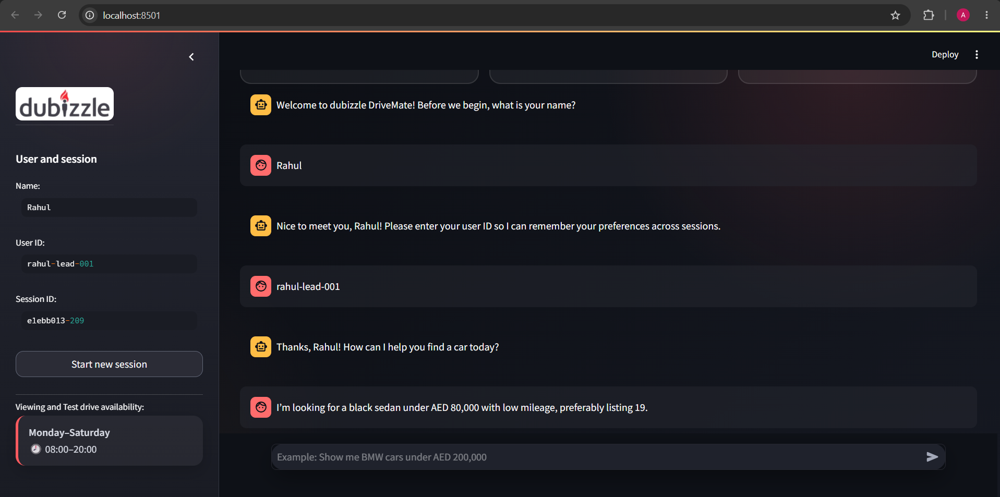 localhost:8501
A
Deploy
dubizzle
User and session
Name:
Rahul
User ID:
rahul-lead-001
Session ID:
e1ebb013-209
Start new session
Viewing and Test drive availability:
Monday–Saturday
08:00–20:00
Welcome to dubizzle DriveMate! Before we begin, what is your name?
Rahul
Nice to meet you, Rahul! Please enter your user ID so I can remember your preferences across sessions.
rahul-lead-001
Thanks, Rahul! How can I help you find a car today?
I’m looking for a black sedan under AED 80,000 with low mileage, preferably listing 19.
Example: Show me BMW cars under AED 200,000